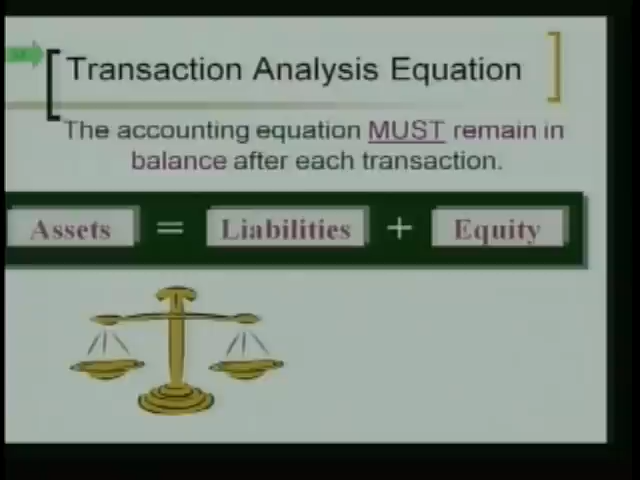 Transaction Analysis Equation
The accounting equation MUST remain in
balance after each transaction.
Assets = Liabilities + Equity